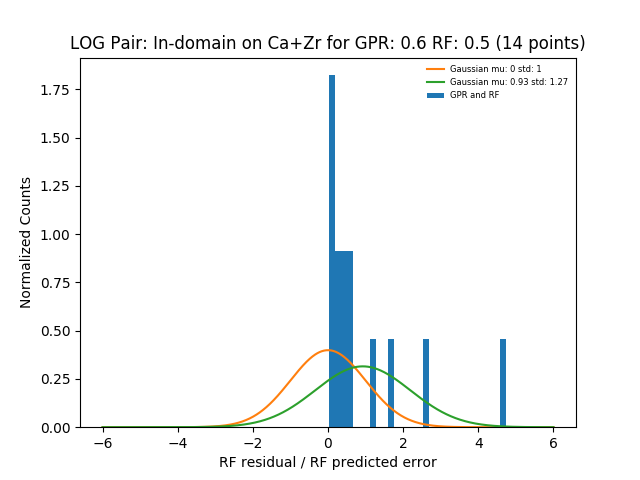 LOG Pair: In-domain on Ca+Zr for GPR: 0.6 RF: 0.5 (14 points)
Gaussian mu: 0 std: 1
Gaussian mu: 0.93 std: 1.27
GPR and RF
Normalized Counts
1.75
1.50
1.25
1.00
0.75
0.50
0.25
0.00
−6 −4 −2 0 2 4 6
RF residual / RF predicted error